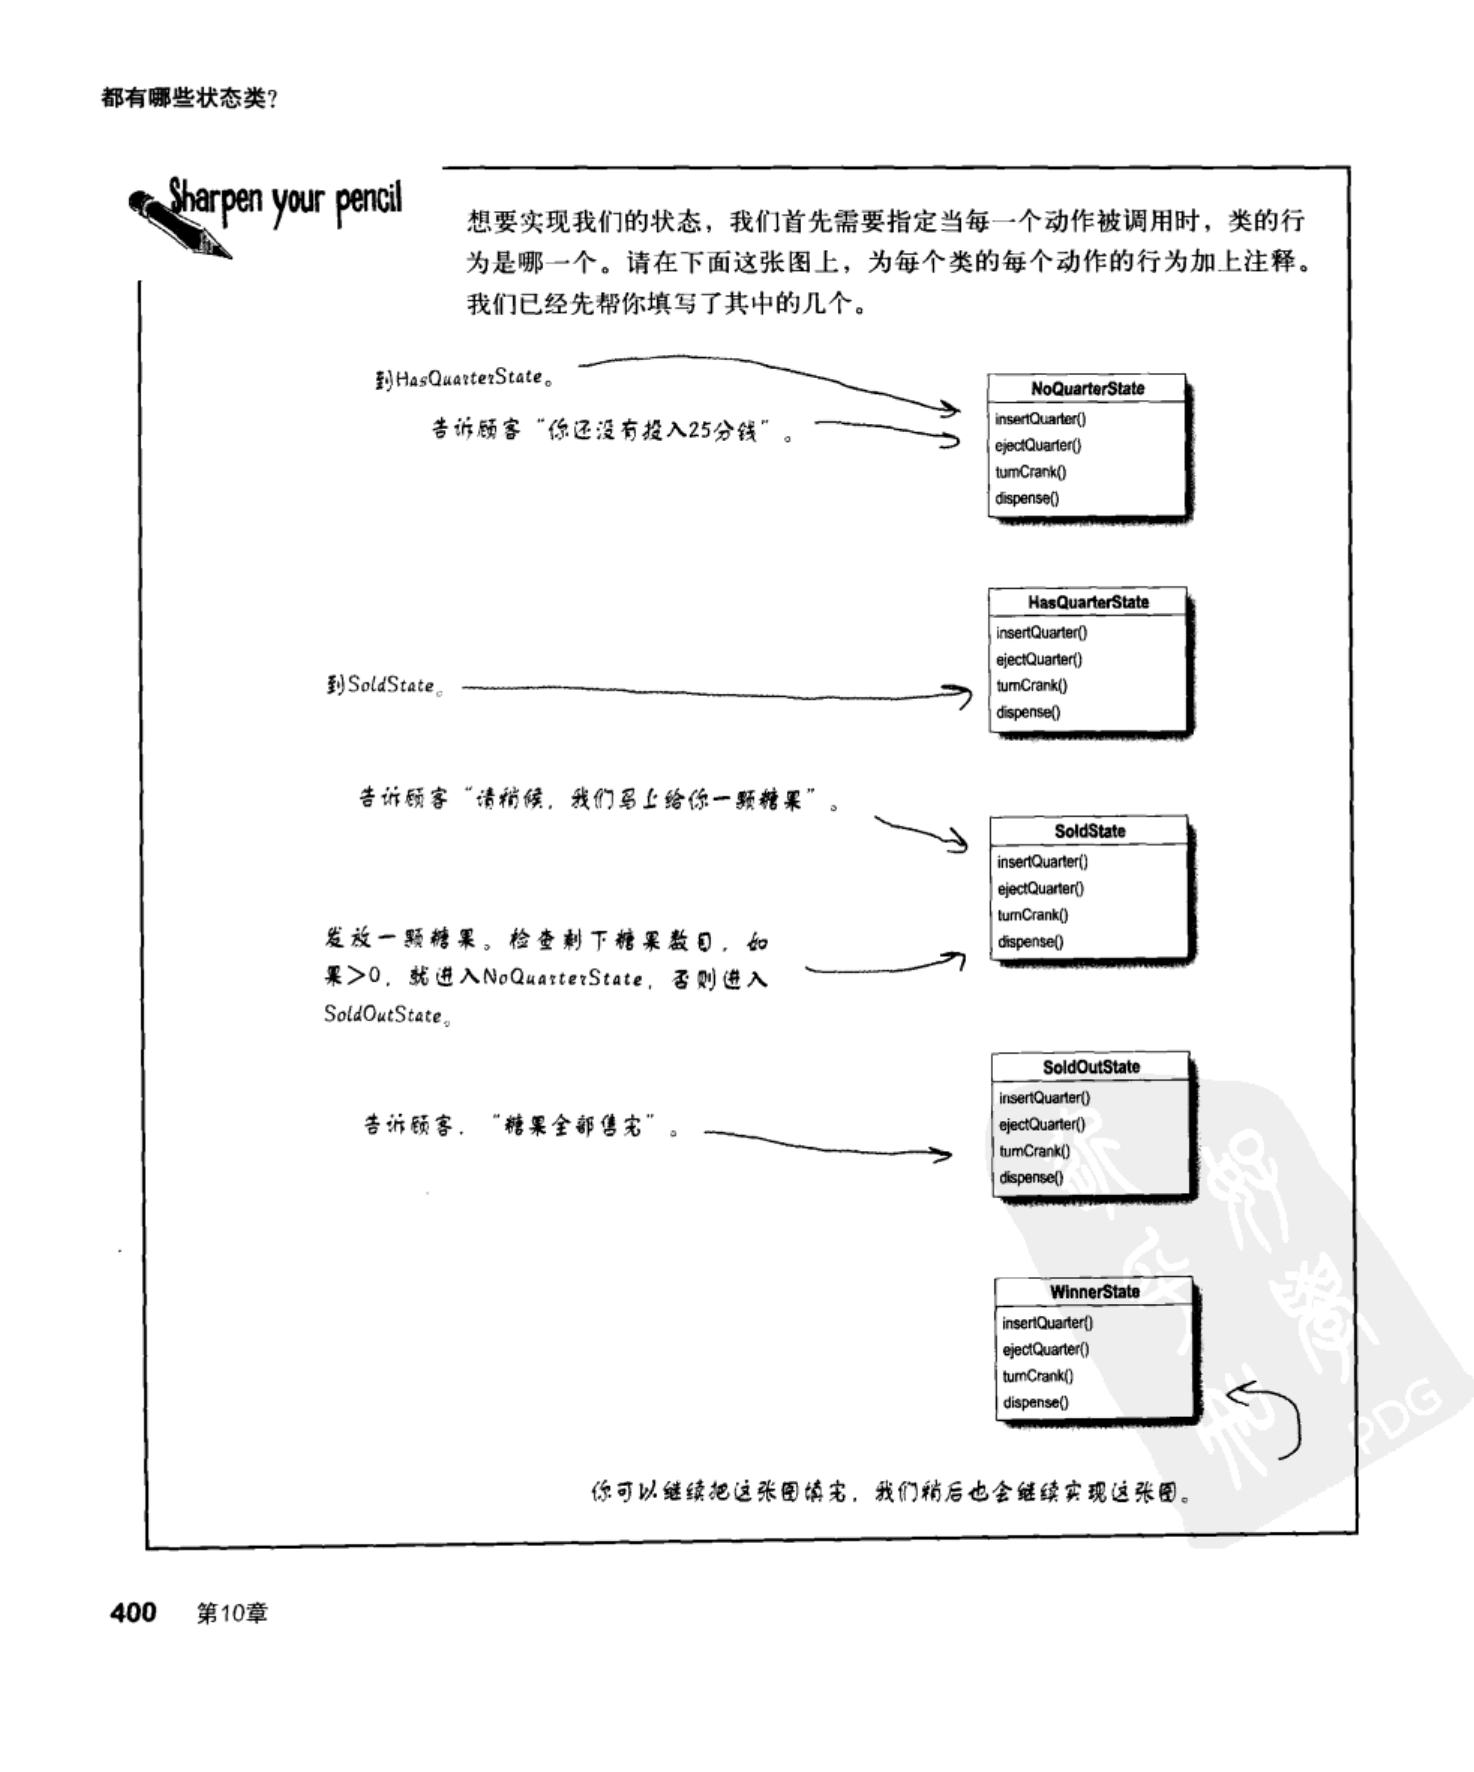 都有哪些状态类?
Sharpen your pencil
想要实现我们的状态，我们首先需要指定当每一个动作被调用时，类的行
为是哪一个。请在下面这张图上，为每个类的每个动作的行为加上注释。
我们已经先帮你填写了其中的几个。
到HasQuarterState。
告诉顾客“你还没有投入25分钱”。
NoQuarterState
insertQuarter()
ejectQuarter()
turnCrank()
dispense()
HasQuarterState
insertQuarter()
ejectQuarter()
turnCrank()
dispense()
到SoldState。
告诉顾客“请稍候，我们马上给你一颗糖果”。
SoldState
insertQuarter()
ejectQuarter()
turnCrank()
dispense()
发放一颗糖果。检查剩下糖果数目，如
果＞0，就进入NoQuarterState，否则进入
SoldOutState。
SoldOutState
insertQuarter()
ejectQuarter()
turnCrank()
dispense()
告诉顾客，“糖果全部售完”。
WinnerState
insertQuarter()
ejectQuarter()
turnCrank()
dispense()
PDG
你可以继续把这张图填完，我们稍后也会继续实现这张图。
400 第10章